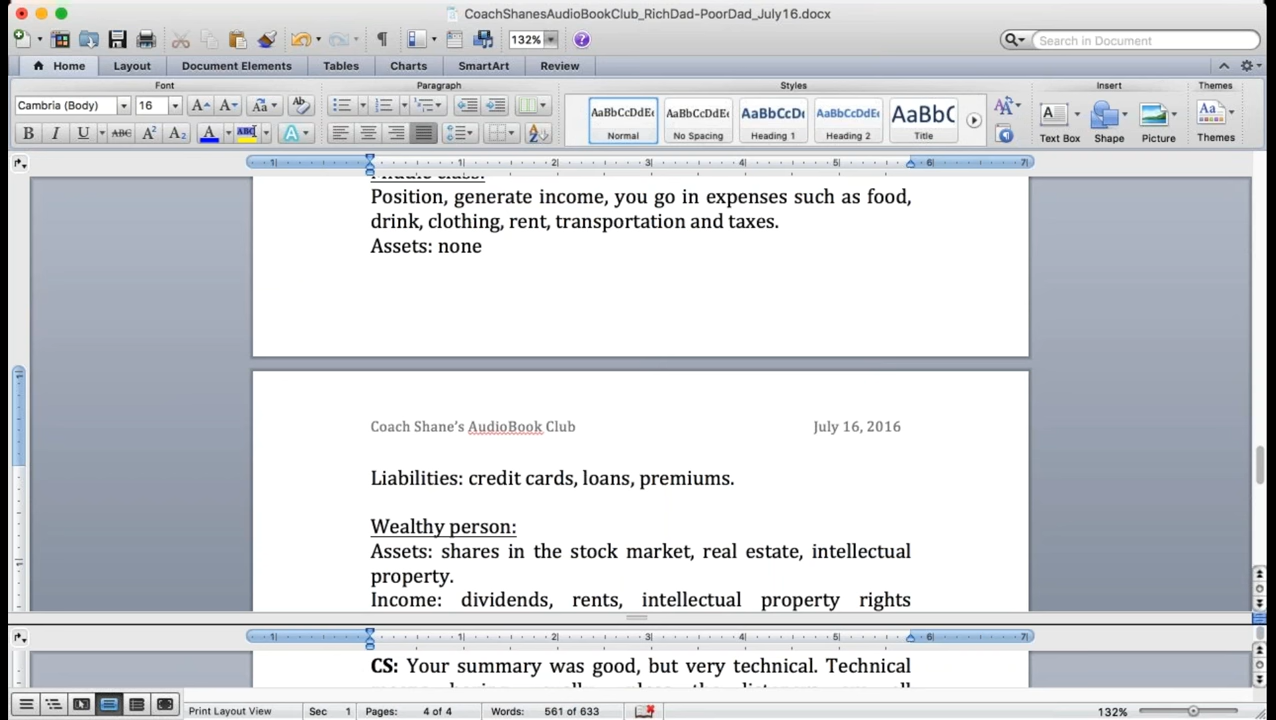 CoachShanesAudioBookClub_RichDad-PoorDad_July16.docx
132%
Search in Document
Home Layout Document Elements Tables Charts SmartArt Review
Font Paragraph Styles Insert Themes
Cambria (Body) 16
AaBbCcDdEe AaBbCcDdEe AaBbCcDc AaBbCcDdEe AaBbC
Normal No Spacing Heading 1 Heading 2 Title
Text Box Shape Picture Themes
Middle class:
Position, generate income, you go in expenses such as food,
drink, clothing, rent, transportation and taxes.
Assets: none
Coach Shane's AudioBook Club July 16, 2016
Liabilities: credit cards, loans, premiums.
Wealthy person:
Assets: shares in the stock market, real estate, intellectual
property.
Income: dividends, rents, intellectual property rights
CS: Your summary was good, but very technical. Technical
Print Layout View Sec 1 Pages: 4 of 4 Words: 561 of 633 132%